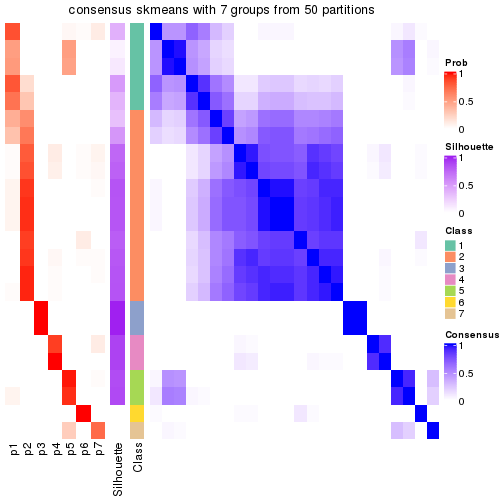 consensus skmeans with 7 groups from 50 partitions
Prob
1
0.5
0
Silhouette
1
0.5
0
Class
1
2
3
4
5
6
7
Consensus
1
0.5
0
p1
p2
p3
p4
p5
p6
p7
Silhouette
Class